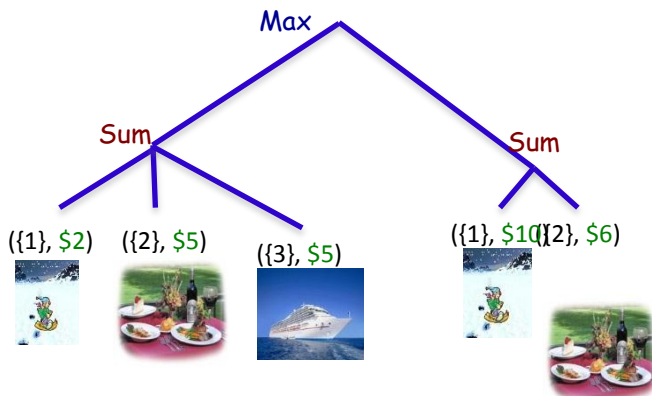 Max
Sum
Sum
({1}, $2)
({2}, $5)
({3}, $5)
({1}, $10)
({2}, $6)